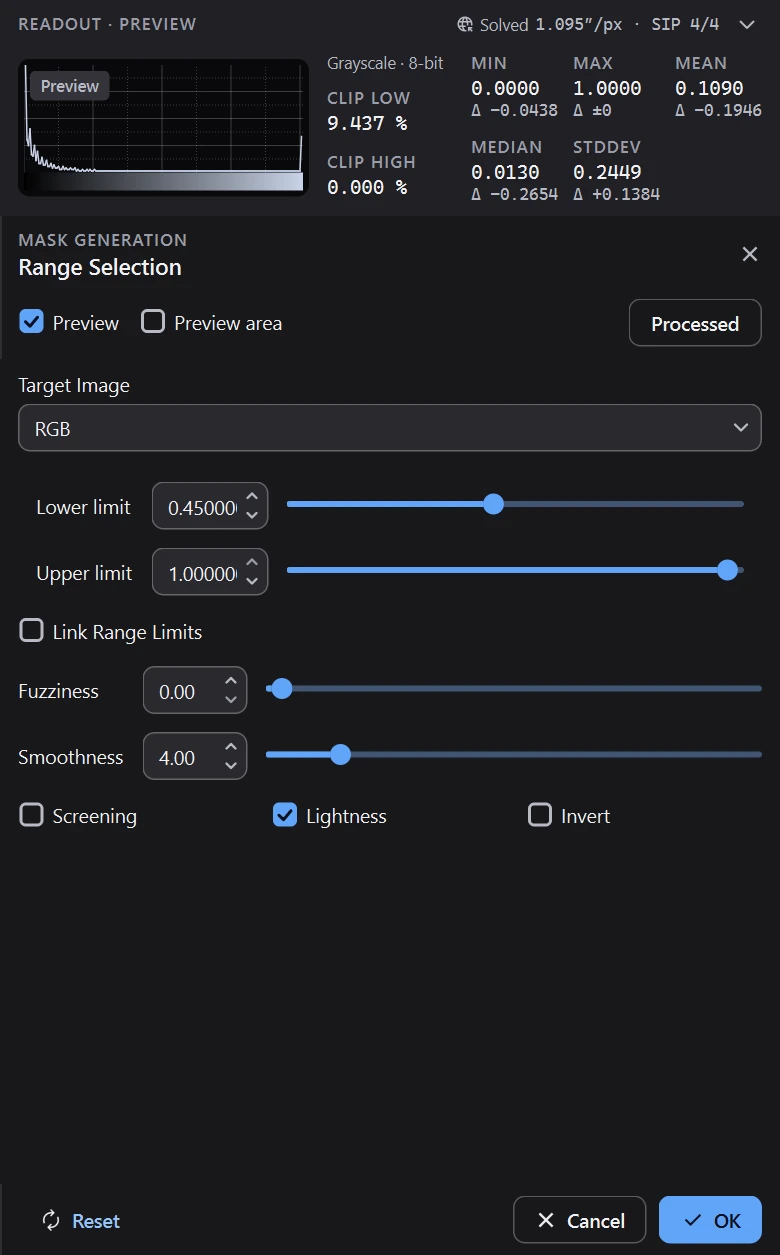 READOUT · PREVIEW
Solved 1.095″/px · SIP 4/4
Preview
Grayscale · 8-bit
CLIP LOW
9.437 %
CLIP HIGH
0.000 %
MIN MAX MEAN
0.0000 1.0000 0.1090
Δ −0.0438 Δ ±0 Δ −0.1946
MEDIAN STDDEV
0.0130 0.2449
Δ −0.2654 Δ +0.1384
MASK GENERATION
Range Selection
Preview Preview area Processed
Target Image
RGB
Lower limit 0.45000
Upper limit 1.00000
Link Range Limits
Fuzziness 0.00
Smoothness 4.00
Screening Lightness Invert
Reset Cancel OK